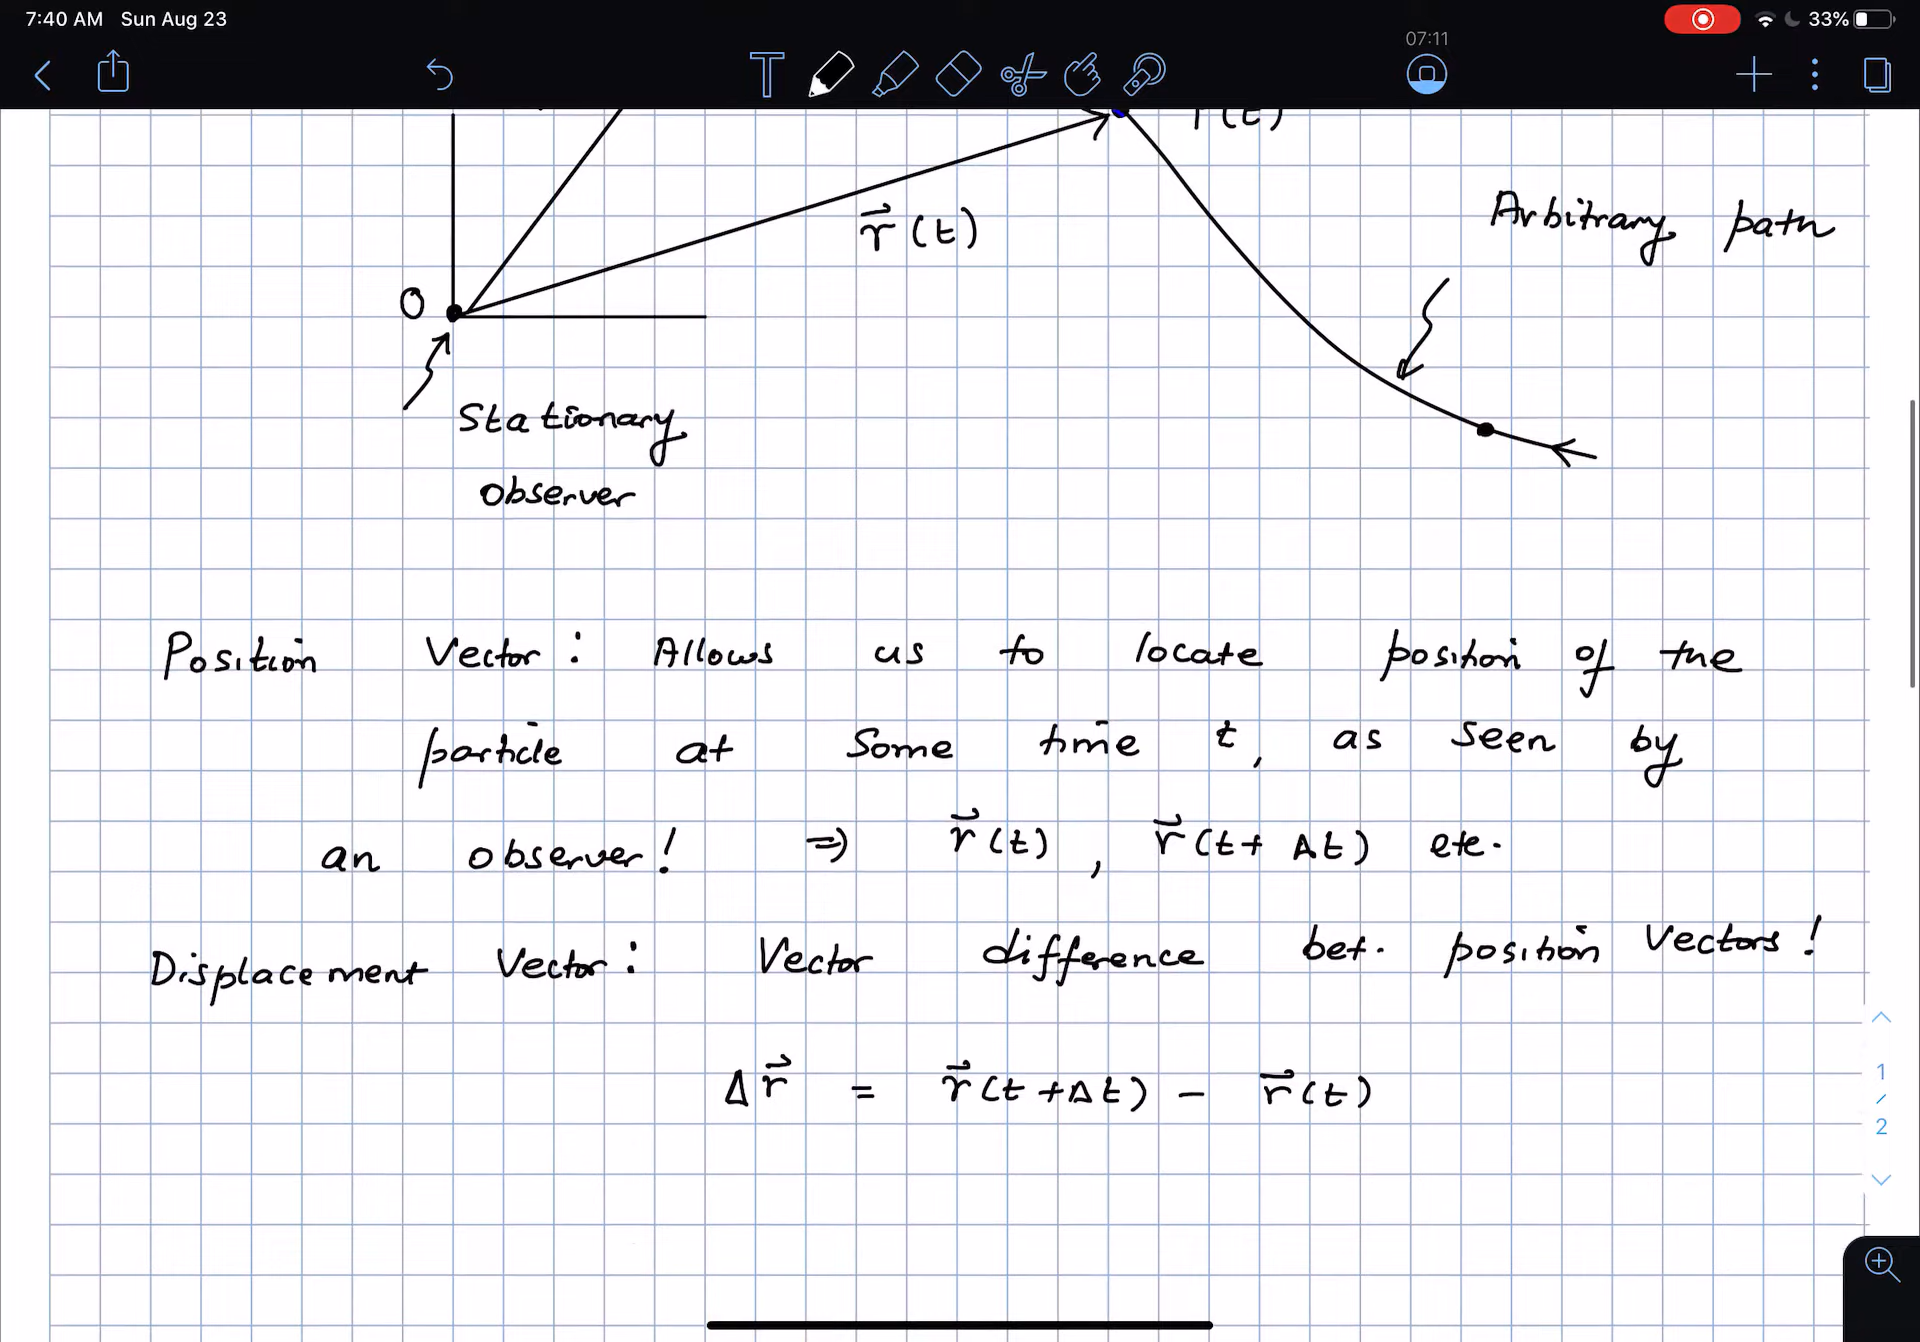 7:40 AM Sun Aug 23
33%
07:11
r⃗(t)
Arbitrary path
O
Stationary
observer
Position Vector: Allows us to locate position of the
particle at some time t, as seen by
an observer! ⇒ r⃗(t), r⃗(t+Δt) etc.
Displacement Vector: Vector difference bet. position Vectors!
Δr⃗ = r⃗(t+Δt) - r⃗(t)
1
/
2